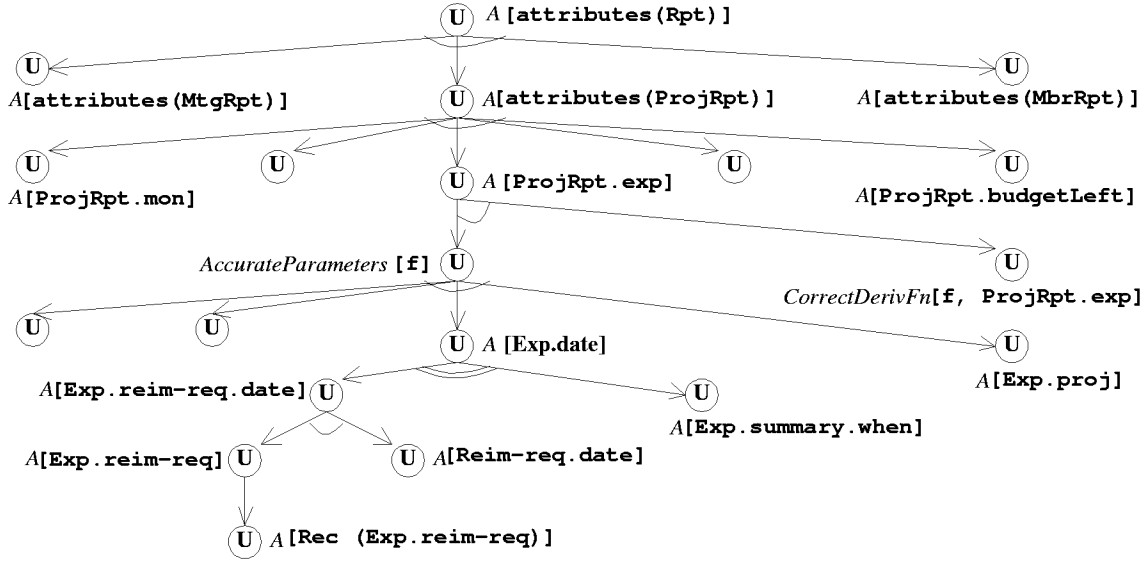 U A [attributes(Rpt)]
U U U
A[attributes(MtgRpt)] A[attributes(ProjRpt)] A[attributes(MbrRpt)]
U U U U U
A[ProjRpt.mon] A [ProjRpt.exp] A[ProjRpt.budgetLeft]
AccurateParameters [f] U U
CorrectDerivFn[f, ProjRpt.exp]
U U U A [Exp.date] U
A[Exp.proj]
A[Exp.reim-req.date] U U
A[Exp.summary.when]
A[Exp.reim-req] U U A[Reim-req.date]
U A [Rec (Exp.reim-req)]